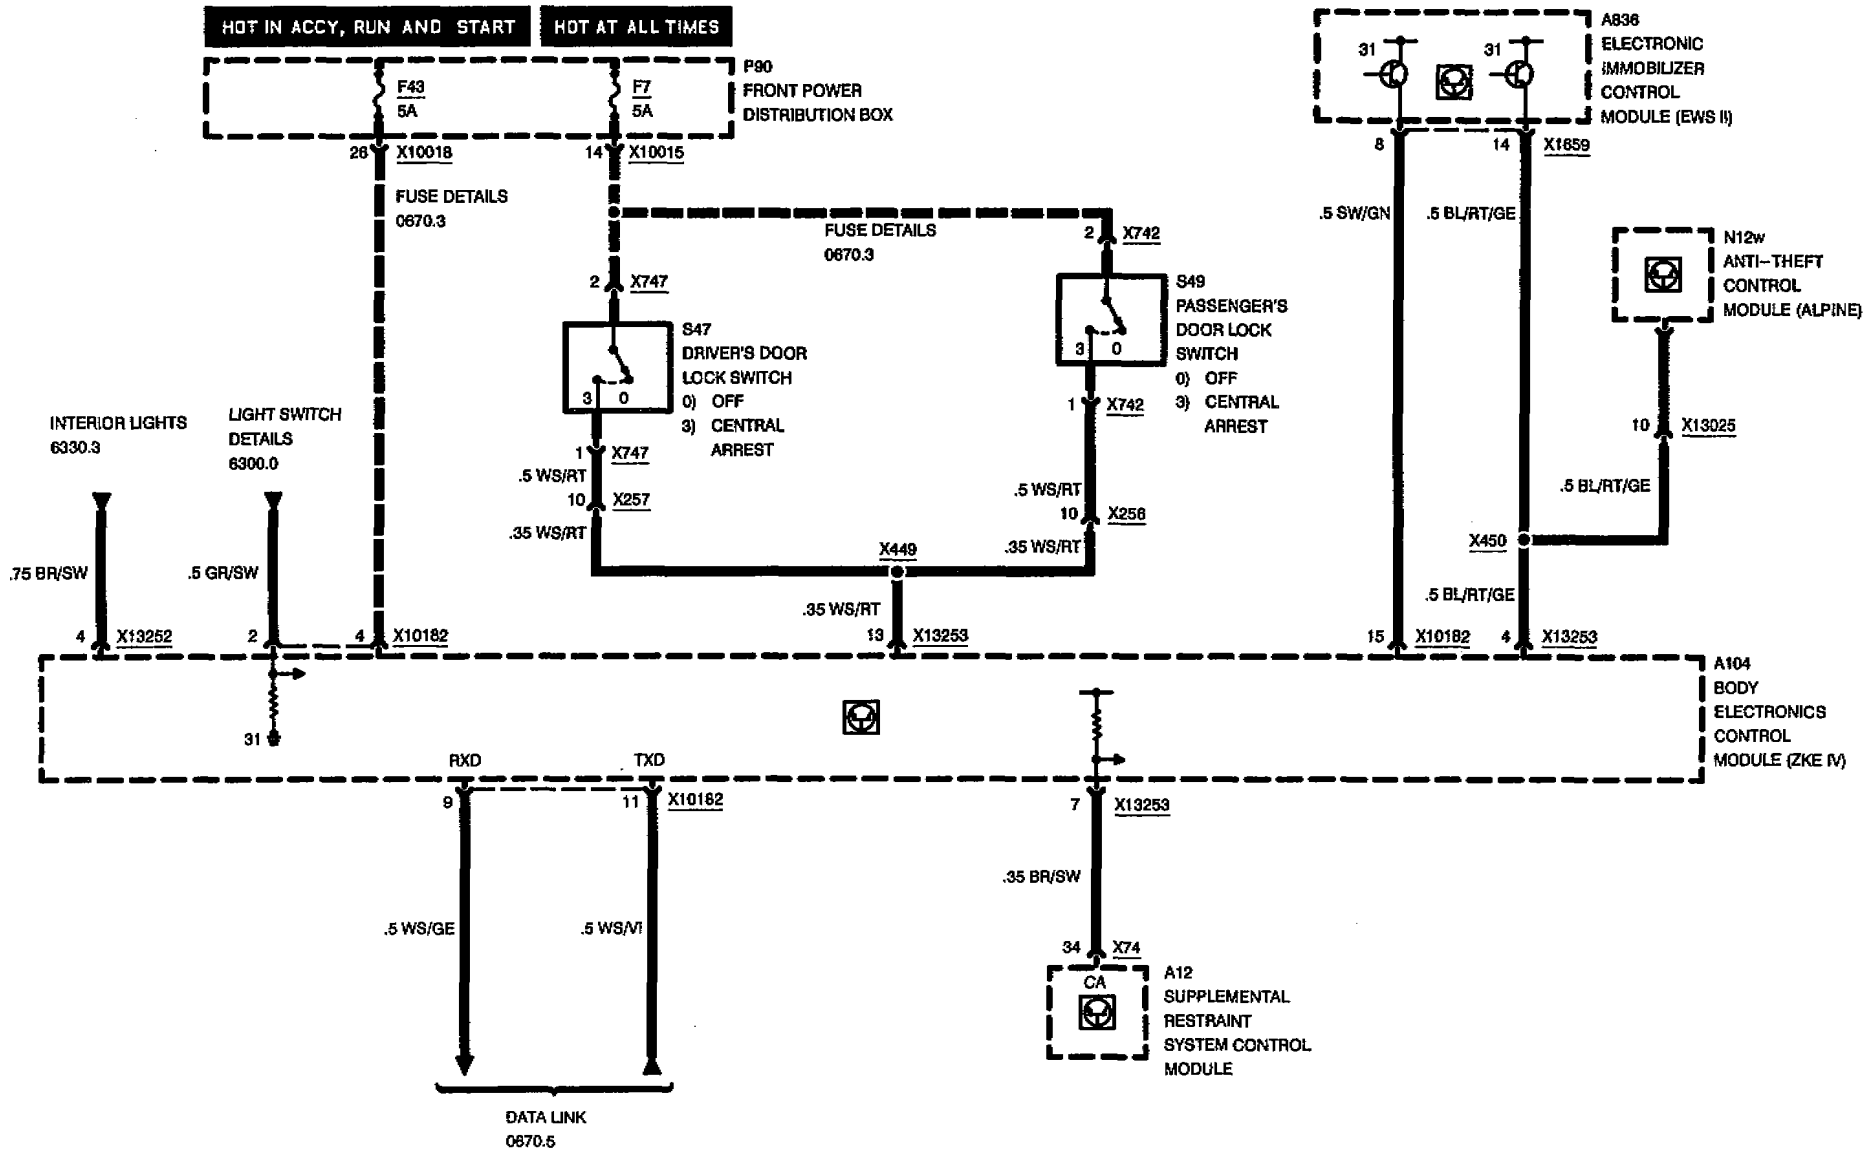 HOT IN ACCY, RUN AND START
HOT AT ALL TIMES
P90
FRONT POWER
DISTRIBUTION BOX
F43
5A
F7
5A
26 X10018
14 X10015
FUSE DETAILS
0670.3
FUSE DETAILS
0670.3
2 X747
2 X742
S47
DRIVER'S DOOR
LOCK SWITCH
0) OFF
3) CENTRAL
ARREST
3 0
S49
PASSENGER'S
DOOR LOCK
SWITCH
0) OFF
3) CENTRAL
ARREST
3 0
1 X747
.5 WS/RT
10 X257
.35 WS/RT
1 X742
.5 WS/RT
10 X256
.35 WS/RT
X449
.35 WS/RT
13 X13253
A836
ELECTRONIC
IMMOBILIZER
CONTROL
MODULE (EWS II)
31
31
8
14 X1659
.5 SW/GN
.5 BL/RT/GE
N12w
ANTI-THEFT
CONTROL
MODULE (ALPINE)
10 X13025
.5 BL/RT/GE
X450
.5 BL/RT/GE
15 X10182
4 X13253
INTERIOR LIGHTS
6330.3
LIGHT SWITCH
DETAILS
6300.0
.75 BR/SW
.5 GR/SW
4 X13252
2
4 X10182
A104
BODY
ELECTRONICS
CONTROL
MODULE (ZKE IV)
31
RXD
TXD
9
11 X10182
7 X13253
.5 WS/GE
.5 WS/VI
.35 BR/SW
34 X74
CA
A12
SUPPLEMENTAL
RESTRAINT
SYSTEM CONTROL
MODULE
DATA LINK
0670.5